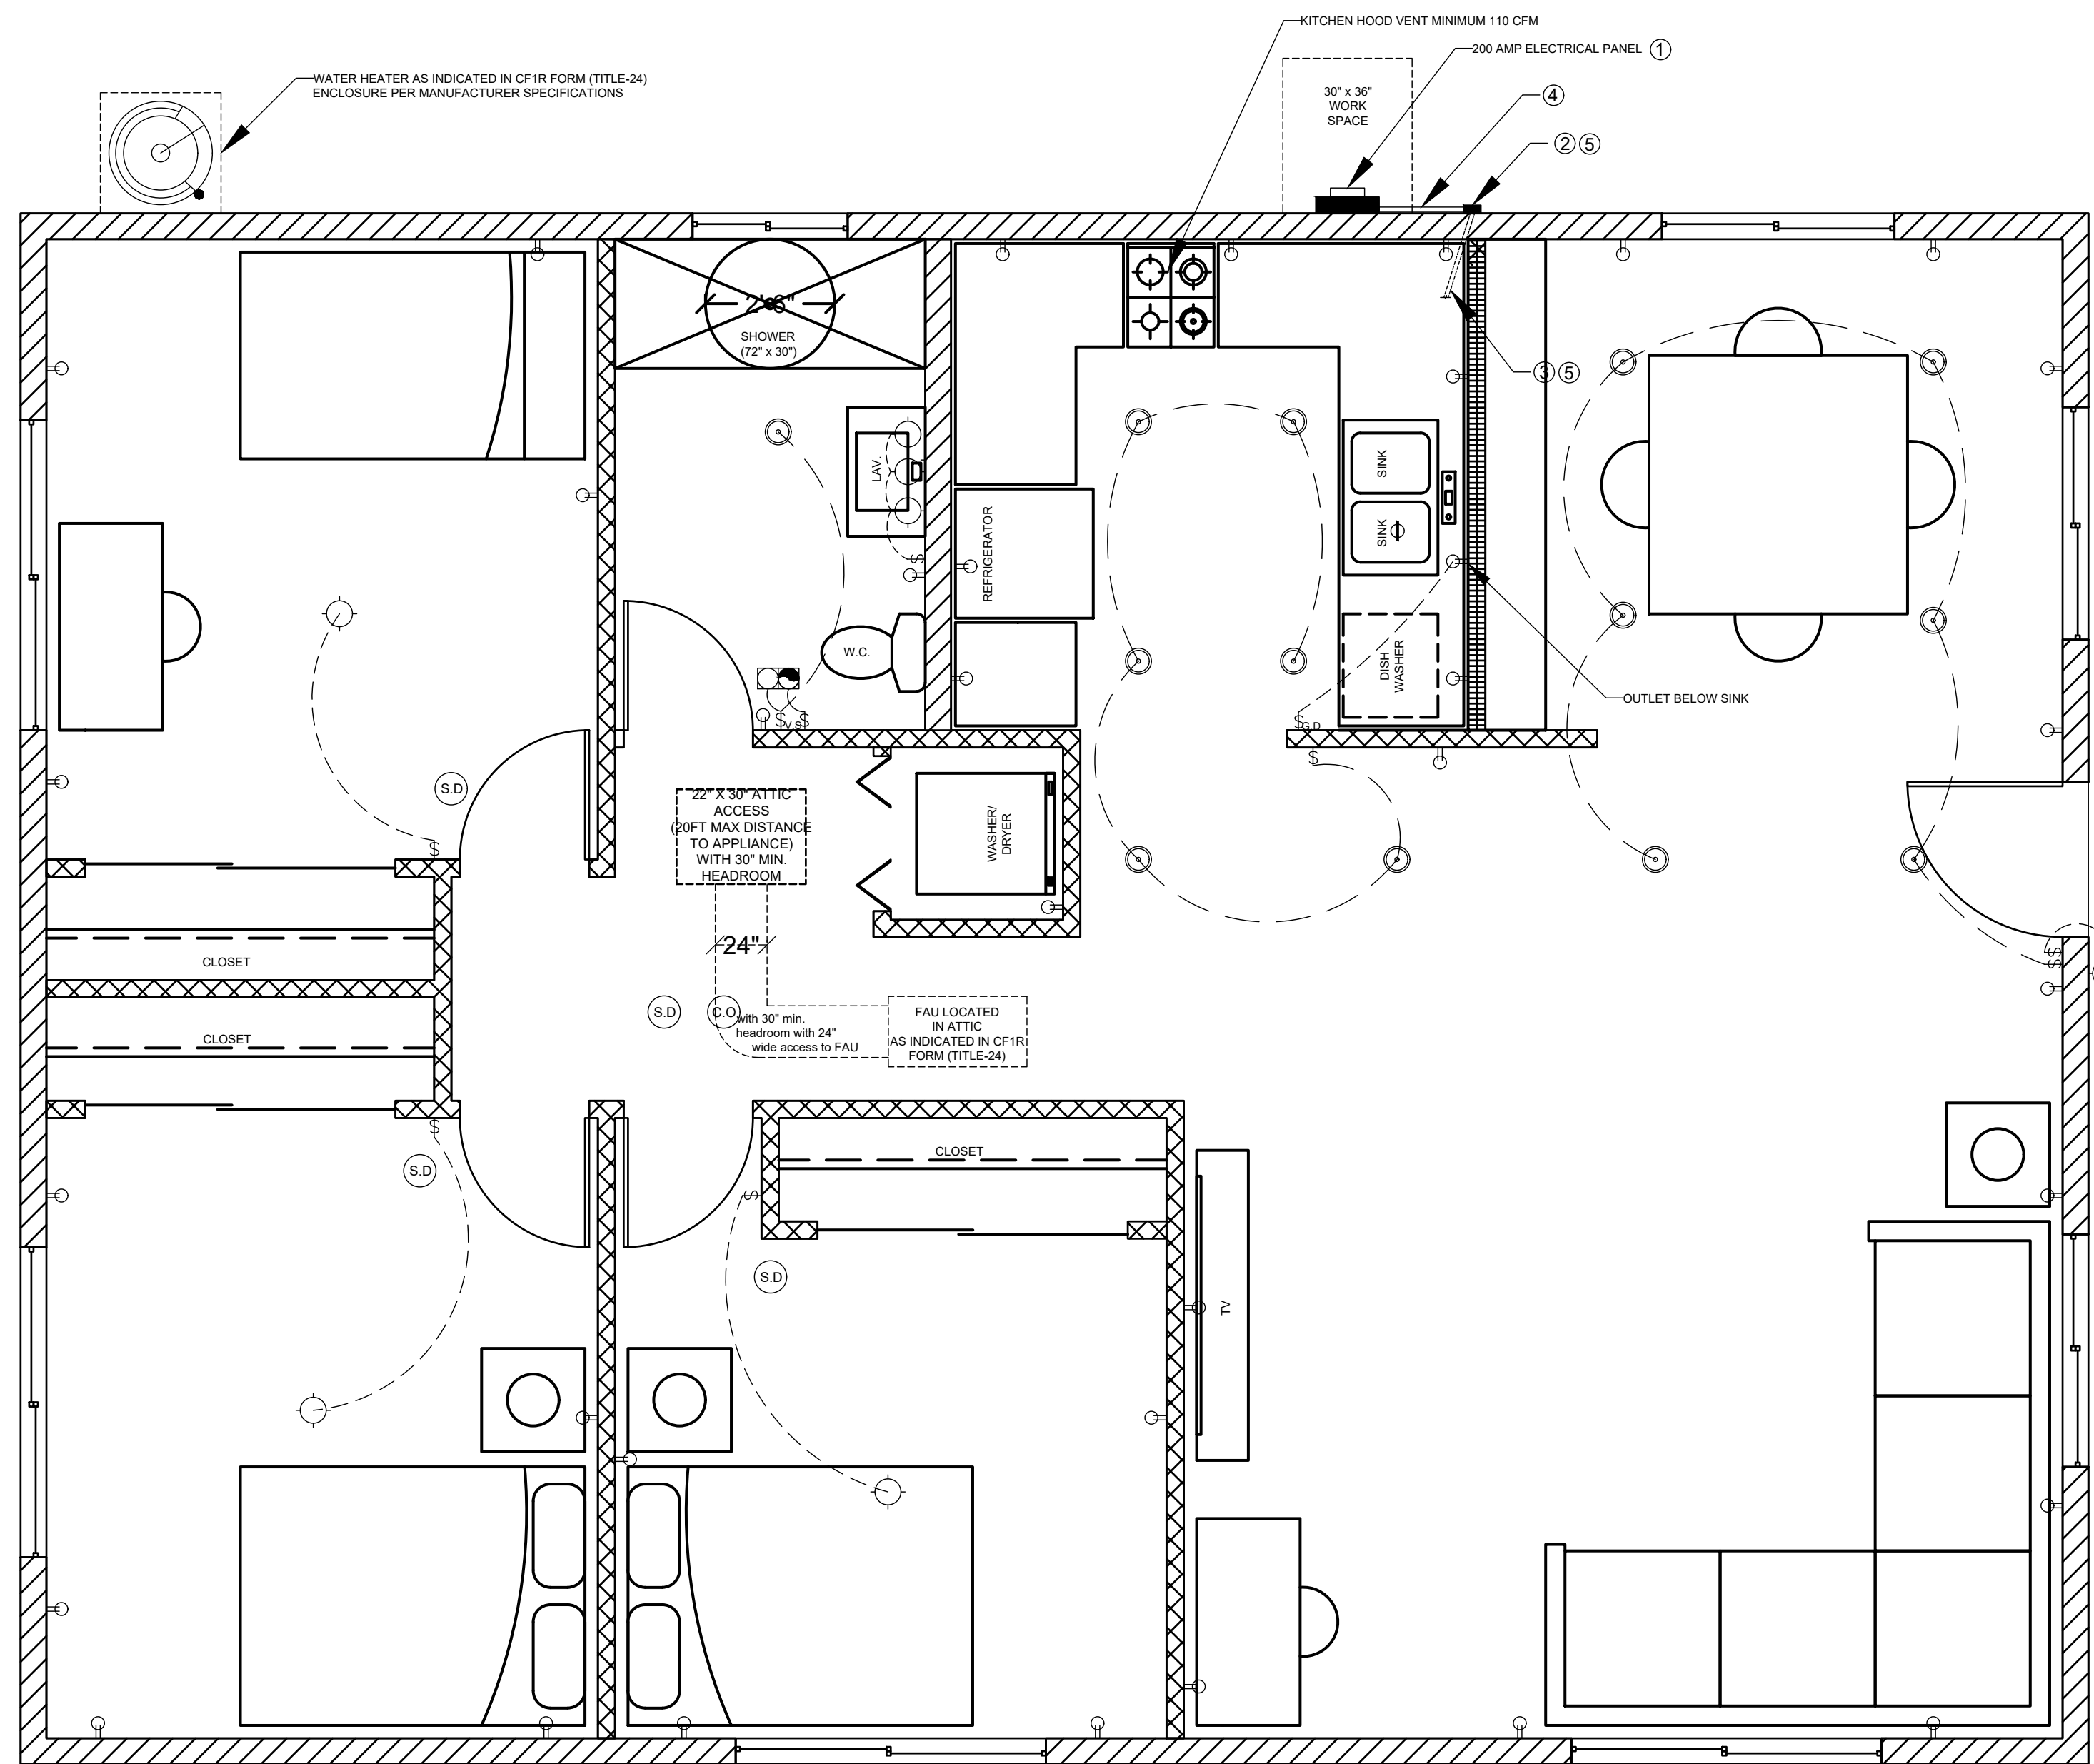 KITCHEN HOOD VENT MINIMUM 110 CFM
200 AMP ELECTRICAL PANEL 1
WATER HEATER AS INDICATED IN CF1R FORM (TITLE-24)
ENCLOSURE PER MANUFACTURER SPECIFICATIONS
30" x 36"
WORK
SPACE
4
2 5
2'-6"
SHOWER
(72" x 30")
3 5
LAV.
SINK
SINK
REFRIGERATOR
W.C.
DISH
WASHER
OUTLET BELOW SINK
$
$
V.S
$
$
G.D
$
S.D
22" X 30" ATTIC
ACCESS
(20FT MAX DISTANCE
TO APPLIANCE)
WITH 30" MIN.
HEADROOM
WASHER/
DRYER
$
24"
CLOSET
$
$
S.D
C.O
with 30" min.
headroom with 24"
wide access to FAU
FAU LOCATED
IN ATTIC
AS INDICATED IN CF1R
FORM (TITLE-24)
CLOSET
$
S.D
CLOSET
$
S.D
TV